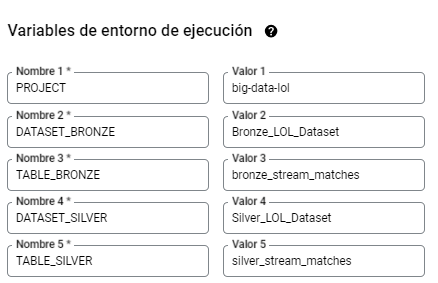 Variables de entorno de ejecución ?
Nombre 1 * Valor 1
PROJECT big-data-lol
Nombre 2 * Valor 2
DATASET_BRONZE Bronze_LOL_Dataset
Nombre 3 * Valor 3
TABLE_BRONZE bronze_stream_matches
Nombre 4 * Valor 4
DATASET_SILVER Silver_LOL_Dataset
Nombre 5 * Valor 5
TABLE_SILVER silver_stream_matches